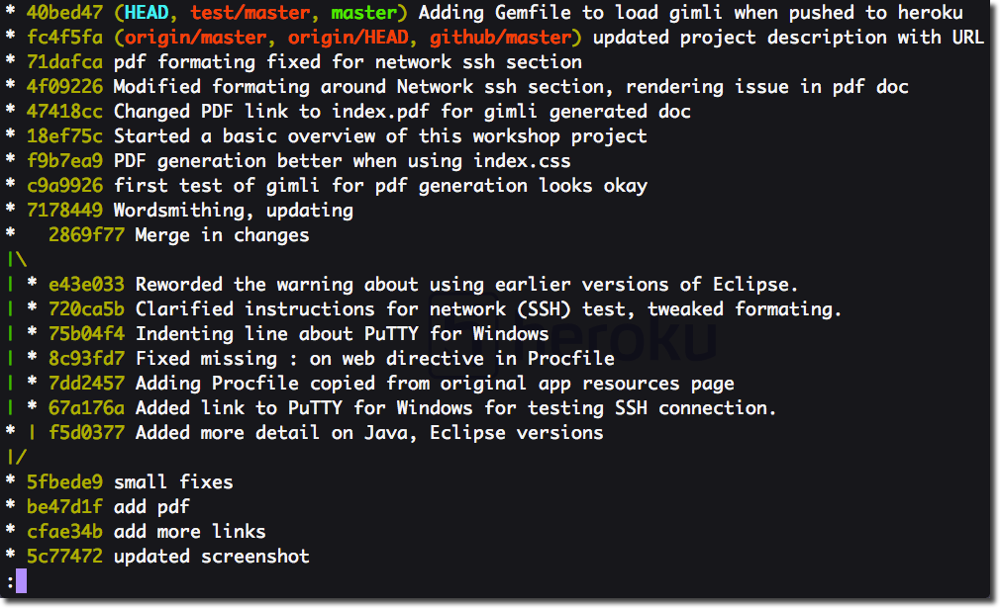 * 40bed47 (HEAD, test/master, master) Adding Gemfile to load gimli when pushed to heroku
* fc4f5fa (origin/master, origin/HEAD, github/master) updated project description with URL
* 71dafca pdf formating fixed for network ssh section
* 4f09226 Modified formating around Network ssh section, rendering issue in pdf doc
* 47418cc Changed PDF link to index.pdf for gimli generated doc
* 18ef75c Started a basic overview of this workshop project
* f9b7ea9 PDF generation better when using index.css
* c9a9926 first test of gimli for pdf generation looks okay
* 7178449 Wordsmithing, updating
*   2869f77 Merge in changes
|\
| * e43e033 Reworded the warning about using earlier versions of Eclipse.
| * 720ca5b Clarified instructions for network (SSH) test, tweaked formating.
| * 75b04f4 Indenting line about PuTTY for Windows
| * 8c93fd7 Fixed missing : on web directive in Procfile
| * 7dd2457 Adding Procfile copied from original app resources page
| * 67a176a Added link to PuTTY for Windows for testing SSH connection.
* | f5d0377 Added more detail on Java, Eclipse versions
|/
* 5fbede9 small fixes
* be47d1f add pdf
* cfae34b add more links
* 5c77472 updated screenshot
:
heroku